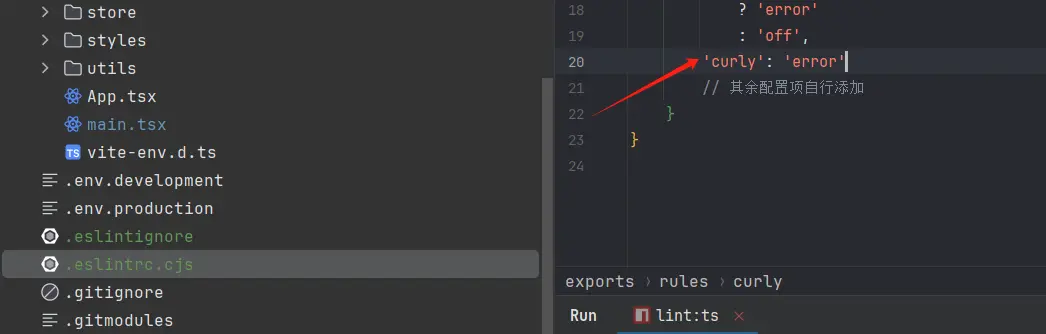 store
styles
utils
App.tsx
main.tsx
TS vite-env.d.ts
.env.development
.env.production
.eslintignore
.eslintrc.cjs
.gitignore
.gitmodules
18 ? 'error'
19 : 'off',
20 'curly': 'error'
21 // 其余配置项自行添加
22 }
23 }
24
exports › rules › curly
Run lint:ts ×